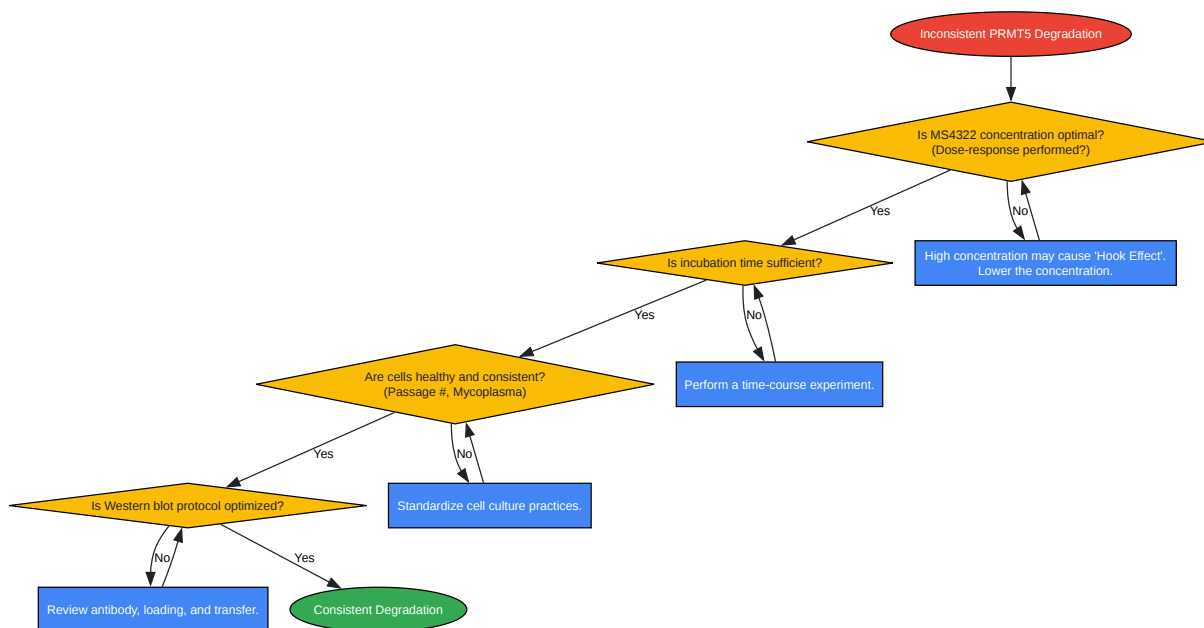 Inconsistent PRMT5 Degradation
Is MS4322 concentration optimal?
(Dose-response performed?)
Yes
No
High concentration may cause 'Hook Effect'.
Lower the concentration.
Is incubation time sufficient?
Yes
No
Perform a time-course experiment.
Are cells healthy and consistent?
(Passage #, Mycoplasma)
Yes
No
Standardize cell culture practices.
Is Western blot protocol optimized?
No
Yes
Review antibody, loading, and transfer.
Consistent Degradation